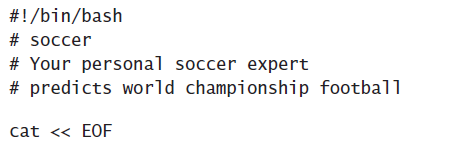 #!/bin/bash
# soccer
# Your personal soccer expert
# predicts world championship football
cat << EOF